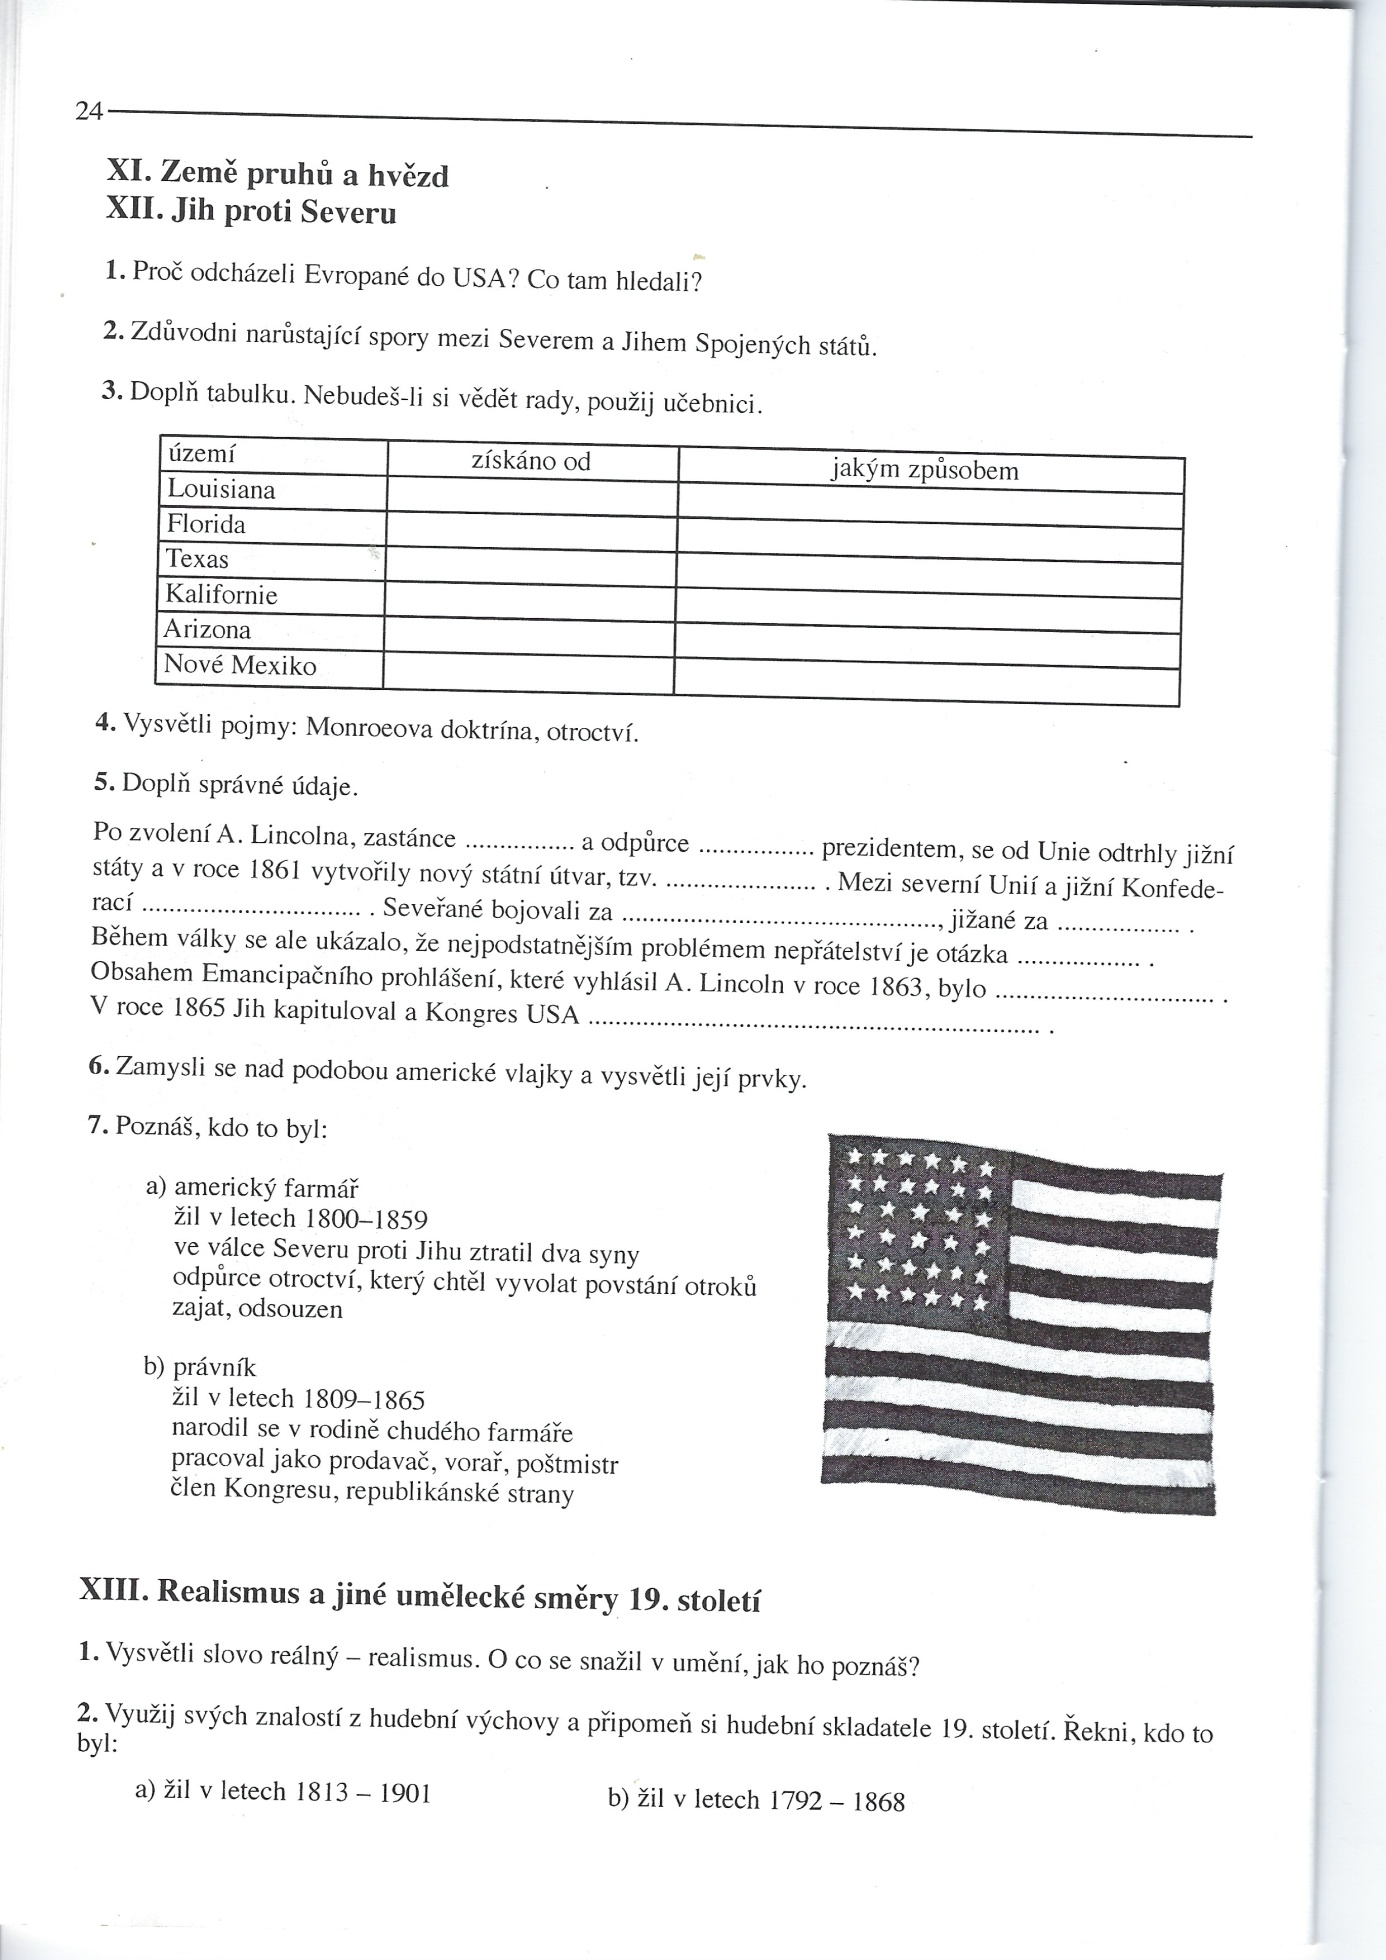 24
XI. Země pruhů a hvězd
XII. Jih proti Severu
1. Proč odcházeli Evropané do USA? Co tam hledali?
2. Zdůvodni narůstající spory mezi Severem a Jihem Spojených států.
3. Doplň tabulku. Nebudeš-li si vědět rady, použij učebnici.
území získáno od jakým způsobem
Louisiana
Florida
Texas
Kalifornie
Arizona
Nové Mexiko
4. Vysvětli pojmy: Monroeova doktrína, otroctví.
5. Doplň správné údaje.
Po zvolení A. Lincolna, zastánce ................ a odpůrce ................. prezidentem, se od Unie odtrhly jižní
státy a v roce 1861 vytvořily nový státní útvar, tzv. ...................... . Mezi severní Unií a jižní Konfede-
rací ................................ . Seveřané bojovali za .............................................., jižané za .................. .
Během války se ale ukázalo, že nejpodstatnějším problémem nepřátelství je otázka .................. .
Obsahem Emancipačního prohlášení, které vyhlásil A. Lincoln v roce 1863, bylo ................................ .
V roce 1865 Jih kapituloval a Kongres USA .................................................................. .
6. Zamysli se nad podobou americké vlajky a vysvětli její prvky.
7. Poznáš, kdo to byl:
a) americký farmář
žil v letech 1800–1859
ve válce Severu proti Jihu ztratil dva syny
odpůrce otroctví, který chtěl vyvolat povstání otroků
zajat, odsouzen
b) právník
žil v letech 1809–1865
narodil se v rodině chudého farmáře
pracoval jako prodavač, vorař, poštmistr
člen Kongresu, republikánské strany
XIII. Realismus a jiné umělecké směry 19. století
1. Vysvětli slovo reálný – realismus. O co se snažil v umění, jak ho poznáš?
2. Využij svých znalostí z hudební výchovy a připomeň si hudební skladatele 19. století. Řekni, kdo to
byl:
a) žil v letech 1813 – 1901 b) žil v letech 1792 – 1868